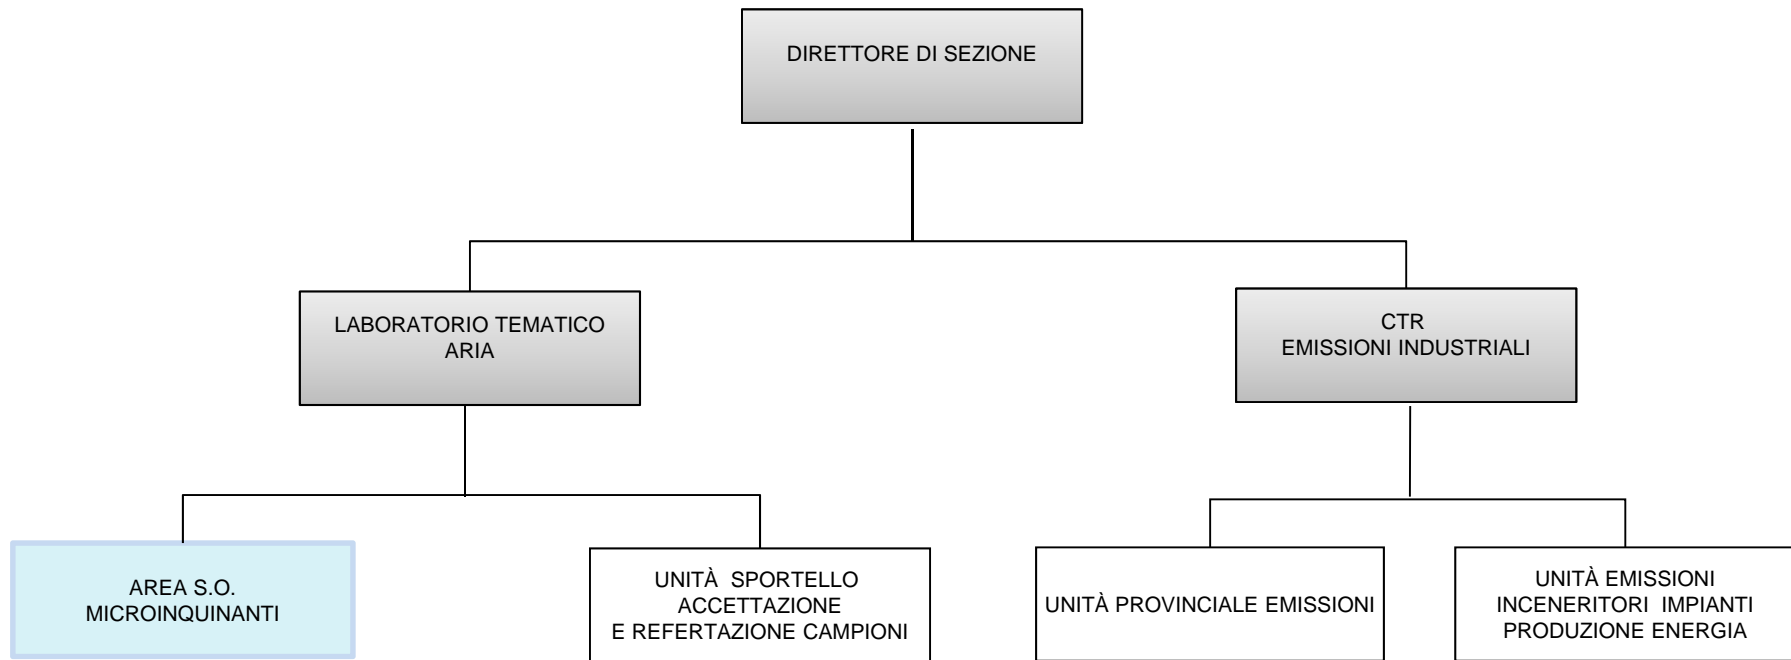 DIRETTORE DI SEZIONE
LABORATORIO TEMATICO
ARIA
CTR
EMISSIONI INDUSTRIALI
AREA S.O.
MICROINQUINANTI
UNITÀ SPORTELLO
ACCETTAZIONE
E REFERTAZIONE CAMPIONI
UNITÀ PROVINCIALE EMISSIONI
UNITÀ EMISSIONI
INCENERITORI IMPIANTI
PRODUZIONE ENERGIA